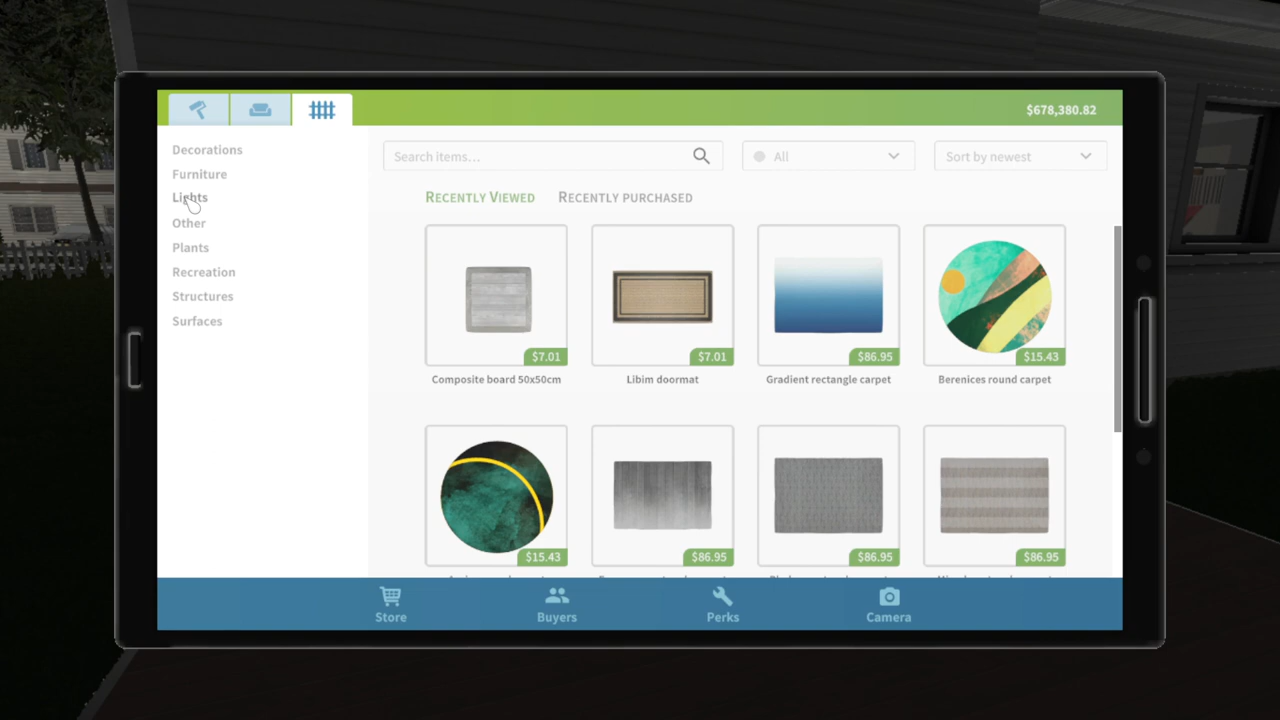 $678,380.82
Decorations
Furniture
Lights
Other
Plants
Recreation
Structures
Surfaces
Search items...
All
Sort by newest
Recently Viewed
Recently purchased
$7.01
$7.01
$86.95
$15.43
Composite board 50x50cm
Libim doormat
Gradient rectangle carpet
Berenices round carpet
$15.43
$86.95
$86.95
$86.95
Store
Buyers
Perks
Camera